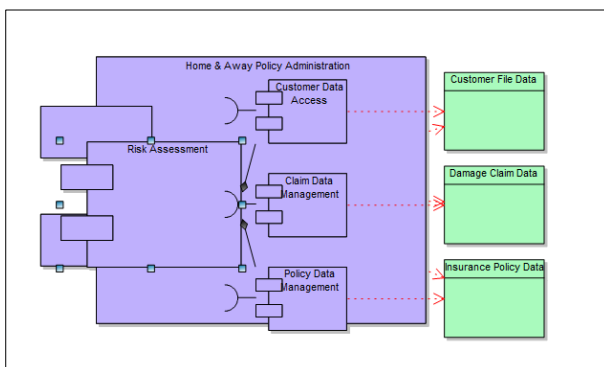 Home & Away Policy Administration
Customer Data
Access
Customer File Data
Risk Assessment
Claim Data
Management
Damage Claim Data
Policy Data
Management
Insurance Policy Data